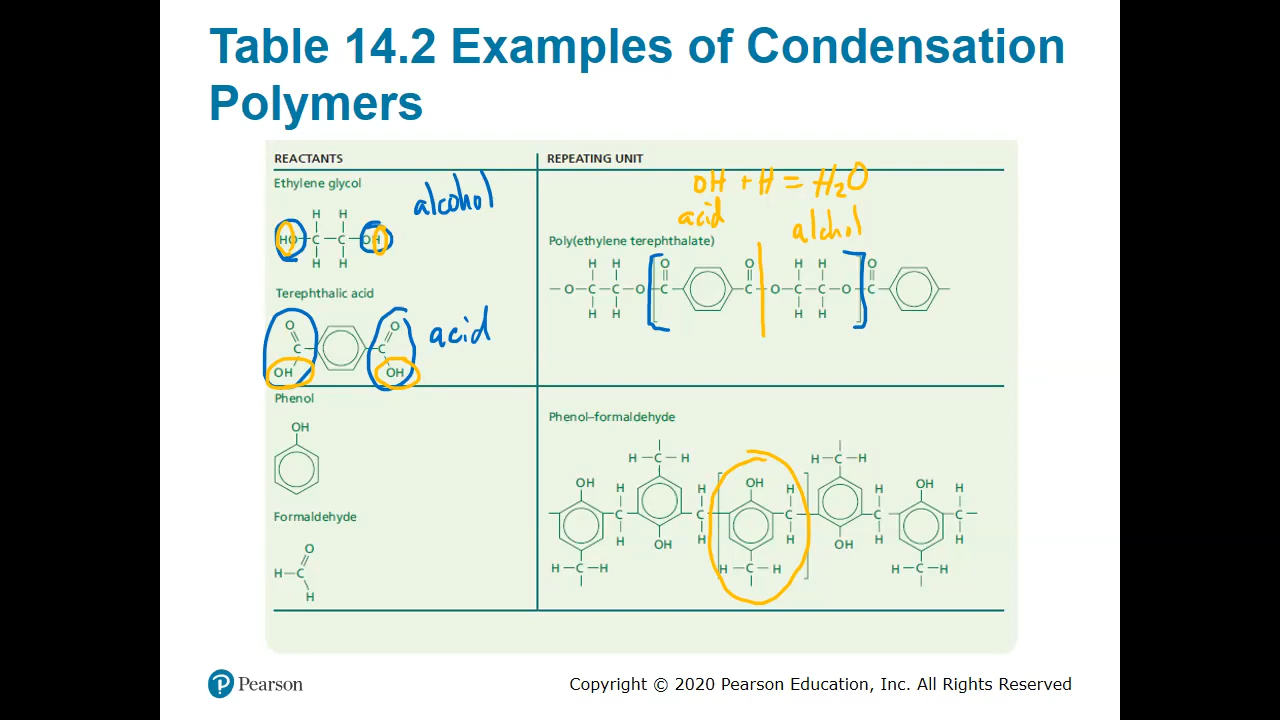 Table 14.2 Examples of Condensation
Polymers
REACTANTS
REPEATING UNIT
Ethylene glycol
alcohol
H H
HO C C OH
H H
Terephthalic acid
acid
O O
C C
OH OH
OH + H = H₂O
acid alchol
Poly(ethylene terephthalate)
H H O O H H O
O C C O C C O C C O C
H H H H
Phenol
OH
Formaldehyde
O
H C
H
Phenol–formaldehyde
H C H H C H
OH H H OH H H OH H
C C C C C
H OH H H OH H H
H C H H C H H C H
Pearson
Copyright © 2020 Pearson Education, Inc. All Rights Reserved